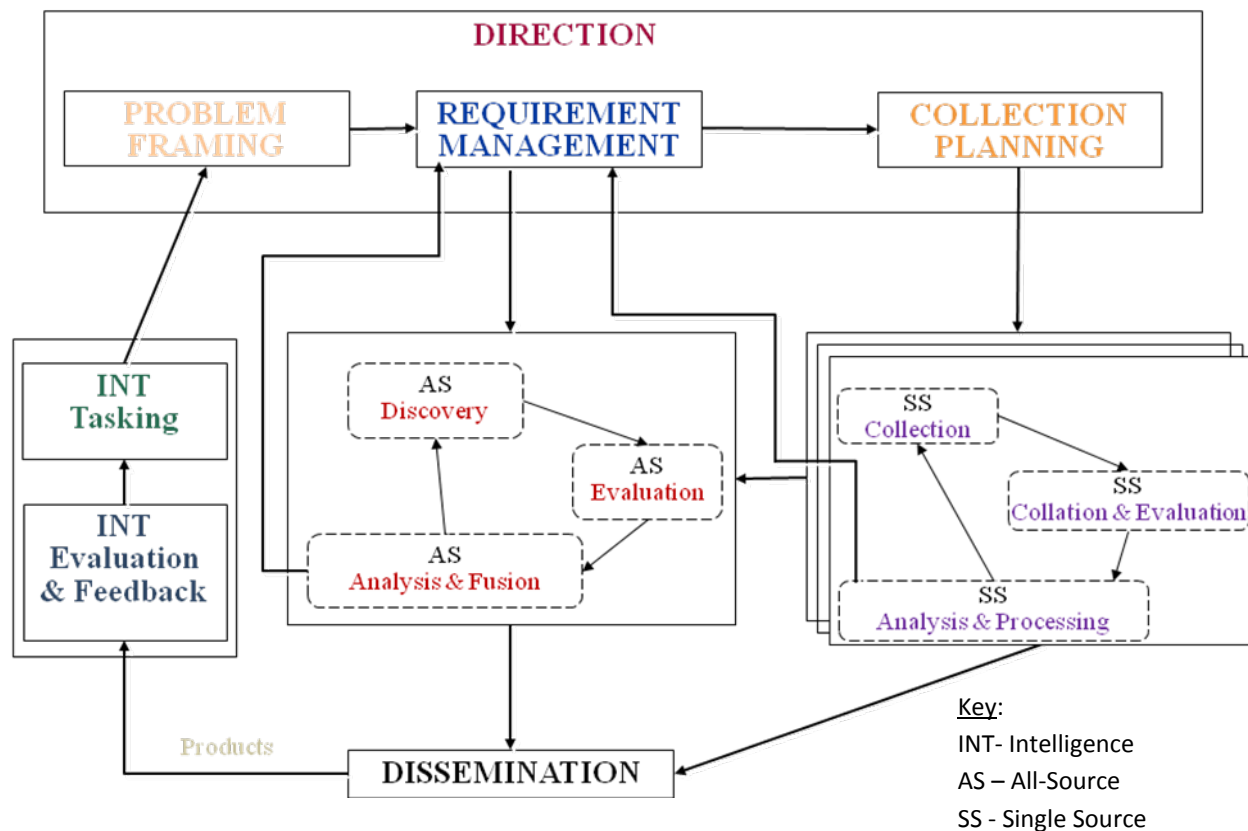 DIRECTION
PROBLEM
FRAMING
REQUIREMENT
MANAGEMENT
COLLECTION
PLANNING
INT
Tasking
INT
Evaluation
& Feedback
AS
Discovery
AS
Evaluation
AS
Analysis & Fusion
SS
Collection
SS
Collation & Evaluation
SS
Analysis & Processing
Products
DISSEMINATION
Key:
INT- Intelligence
AS – All-Source
SS - Single Source